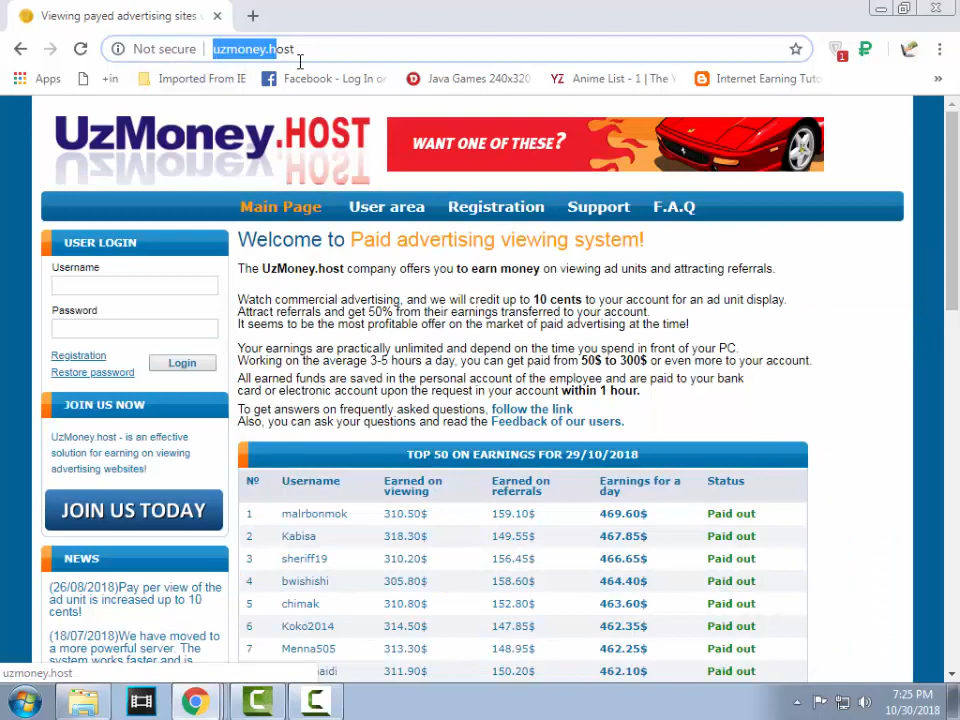 Viewing payed advertising sites
Not secure
uzmoney.host
1
Apps
+in
Imported From IE
Facebook - Log In or
Java Games 240x320
YZ
Anime List - 1 | The
Internet Earning Tuto
»
UzMoney.HOST
WANT ONE OF THESE?
Main Page
User area
Registration
Support
F.A.Q
USER LOGIN
Username
Password
Registration
Restore password
Login
JOIN US NOW
UzMoney.host - is an effective
solution for earning on viewing
advertising websites!
JOIN US TODAY
NEWS
(26/08/2018)Pay per view of the
ad unit is increased up to 10
cents!
(18/07/2018)We have moved to
a more powerful server. The
system works faster and is
Welcome to Paid advertising viewing system!
The UzMoney.host company offers you to earn money on viewing ad units and attracting referrals.
Watch commercial advertising, and we will credit up to 10 cents to your account for an ad unit display.
Attract referrals and get 50% from their earnings transferred to your account.
It seems to be the most profitable offer on the market of paid advertising at the time!
Your earnings are practically unlimited and depend on the time you spend in front of your PC.
Working on the average 3-5 hours a day, you can get paid from 50$ to 300$ or even more to your account.
All earned funds are saved in the personal account of the employee and are paid to your bank
card or electronic account upon the request in your account within 1 hour.
To get answers on frequently asked questions, follow the link
Also, you can ask your questions and read the Feedback of our users.
TOP 50 ON EARNINGS FOR 29/10/2018
Nº Username Earned on viewing Earned on referrals Earnings for a day Status
1 malrbonmok 310.50$ 159.10$ 469.60$ Paid out
2 Kabisa 318.30$ 149.55$ 467.85$ Paid out
3 sheriff19 310.20$ 156.45$ 466.65$ Paid out
4 bwishishi 305.80$ 158.60$ 464.40$ Paid out
5 chimak 310.80$ 152.80$ 463.60$ Paid out
6 Koko2014 314.50$ 147.85$ 462.35$ Paid out
7 Menna505 313.30$ 148.95$ 462.25$ Paid out
aidi 311.90$ 150.20$ 462.10$ Paid out
uzmoney.host
7:25 PM
10/30/2018